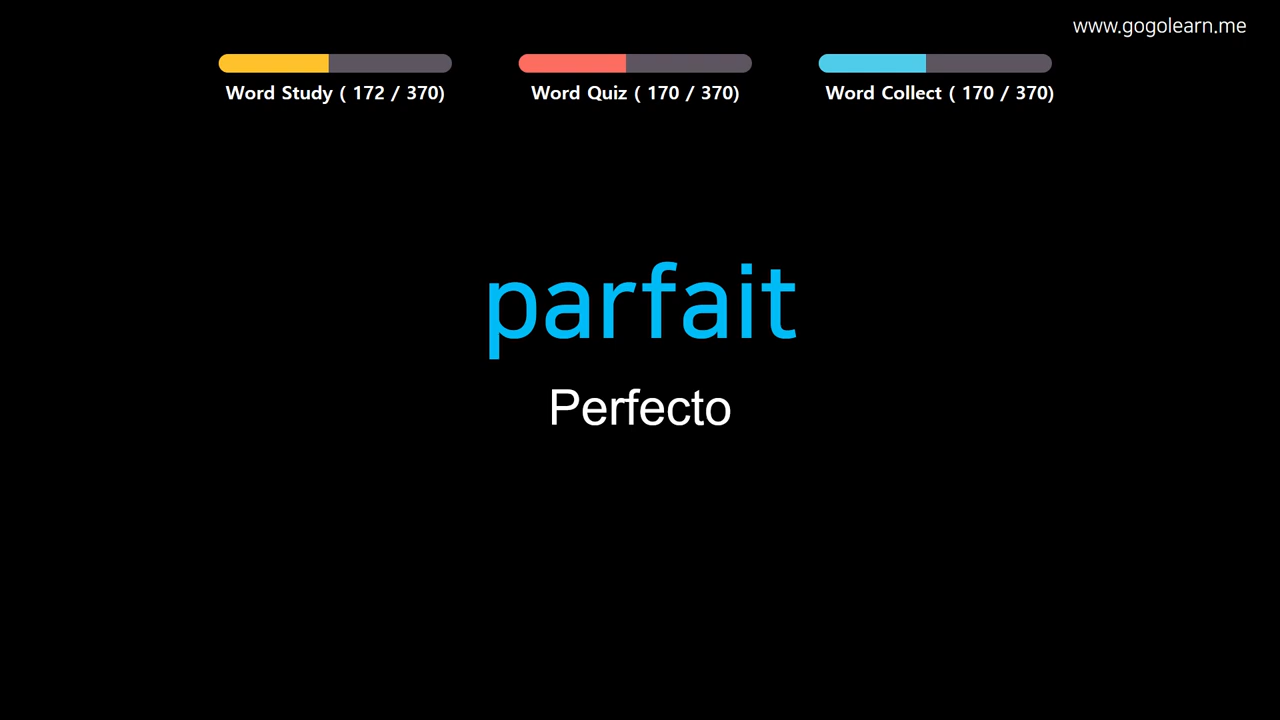 www.gogolearn.me
Word Study ( 172 / 370)
Word Quiz ( 170 / 370)
Word Collect ( 170 / 370)
parfait
Perfecto